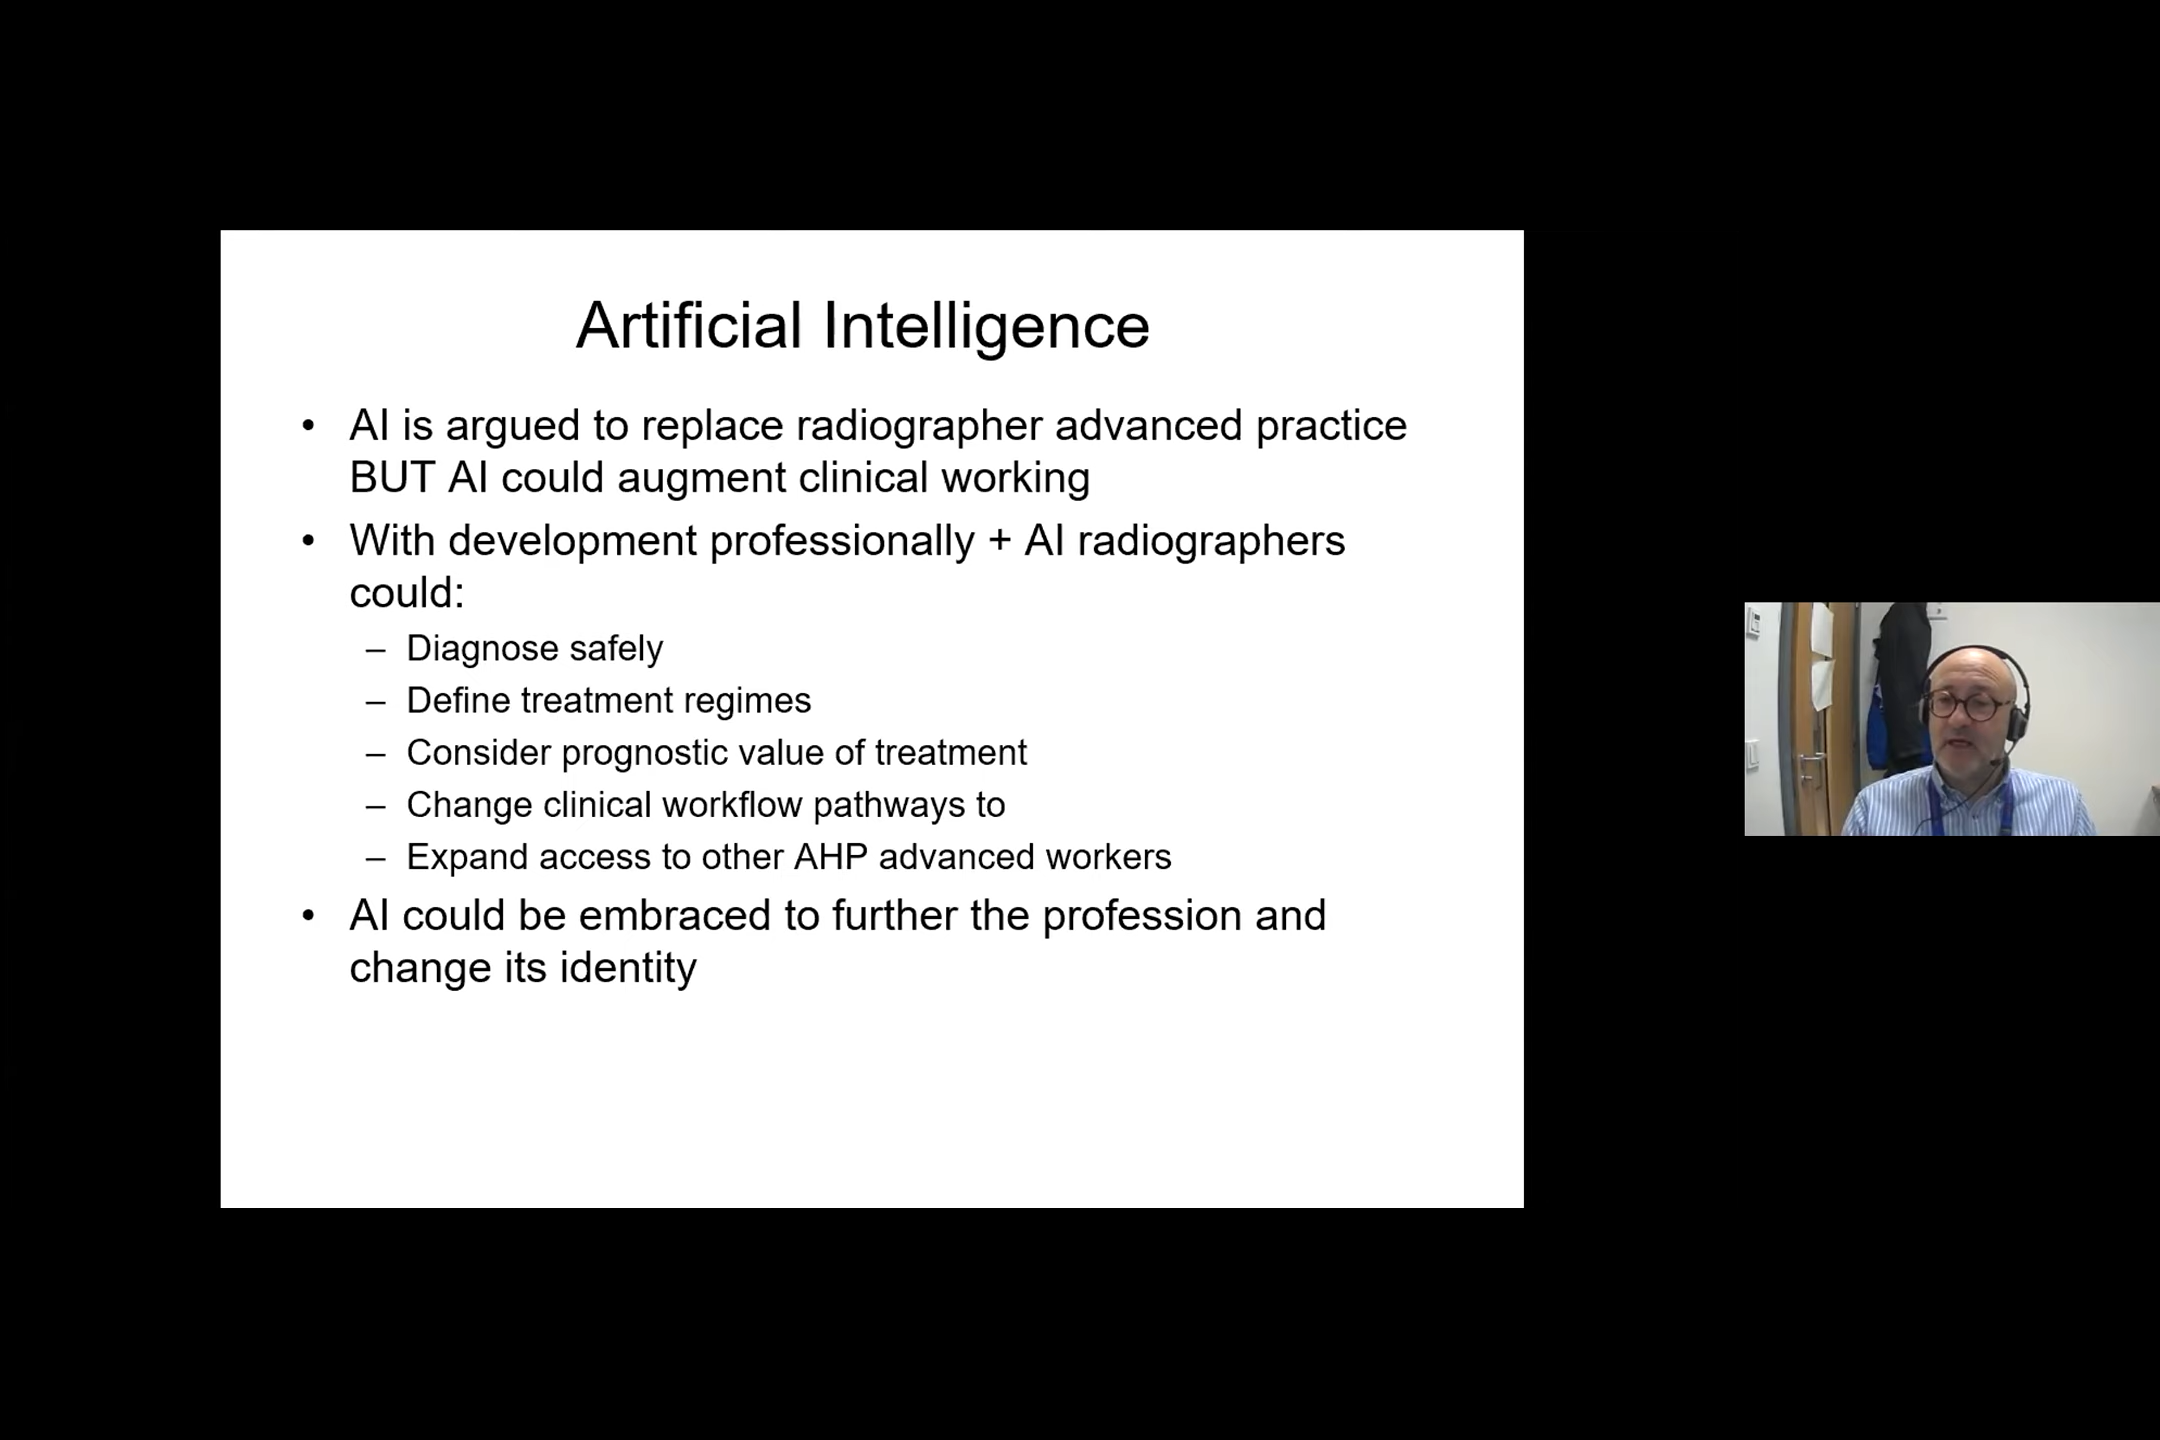 Artificial Intelligence
• AI is argued to replace radiographer advanced practice
BUT AI could augment clinical working
• With development professionally + AI radiographers
could:
– Diagnose safely
– Define treatment regimes
– Consider prognostic value of treatment
– Change clinical workflow pathways to
– Expand access to other AHP advanced workers
• AI could be embraced to further the profession and
change its identity